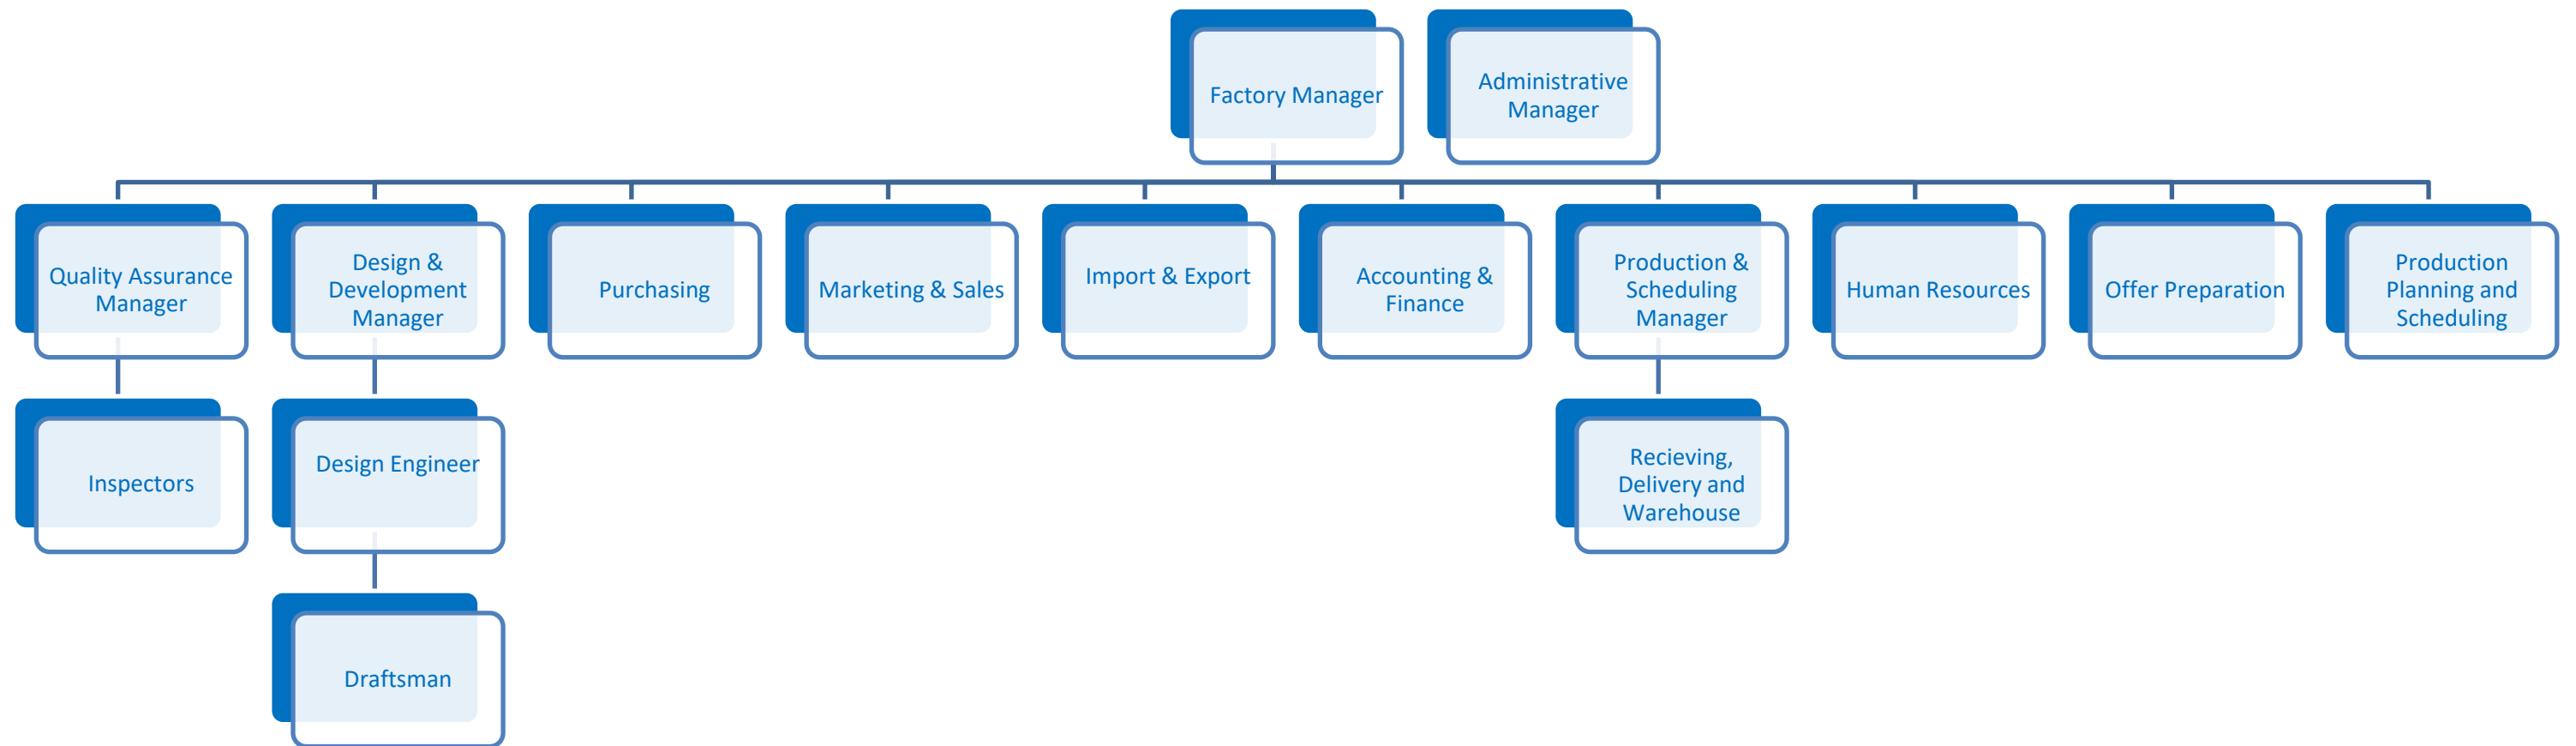 Factory Manager
Administrative
Manager
Quality Assurance
Manager
Design &
Development
Manager
Purchasing
Marketing & Sales
Import & Export
Accounting &
Finance
Production &
Scheduling
Manager
Human Resources
Offer Preparation
Production
Planning and
Scheduling
Inspectors
Design Engineer
Recieving,
Delivery and
Warehouse
Draftsman